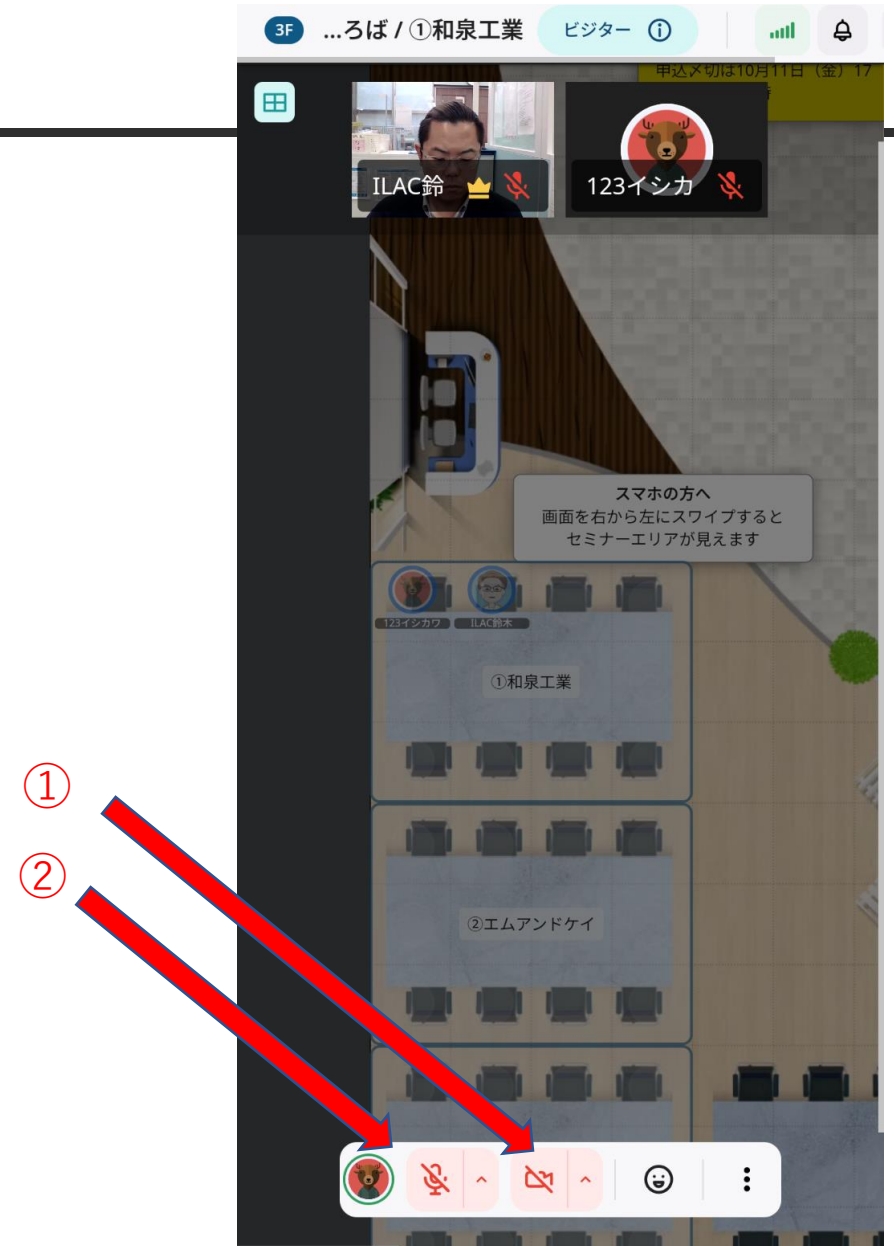 3F ...ろば / ①和泉工業 ビジター
申込〆切は10月11日（金）17
時
ILAC鈴
123イシカ
スマホの方へ
画面を右から左にスワイプすると
セミナーエリアが見えます
123イシカワ ILAC鈴木
①和泉工業
①
②
②エムアンドケイ